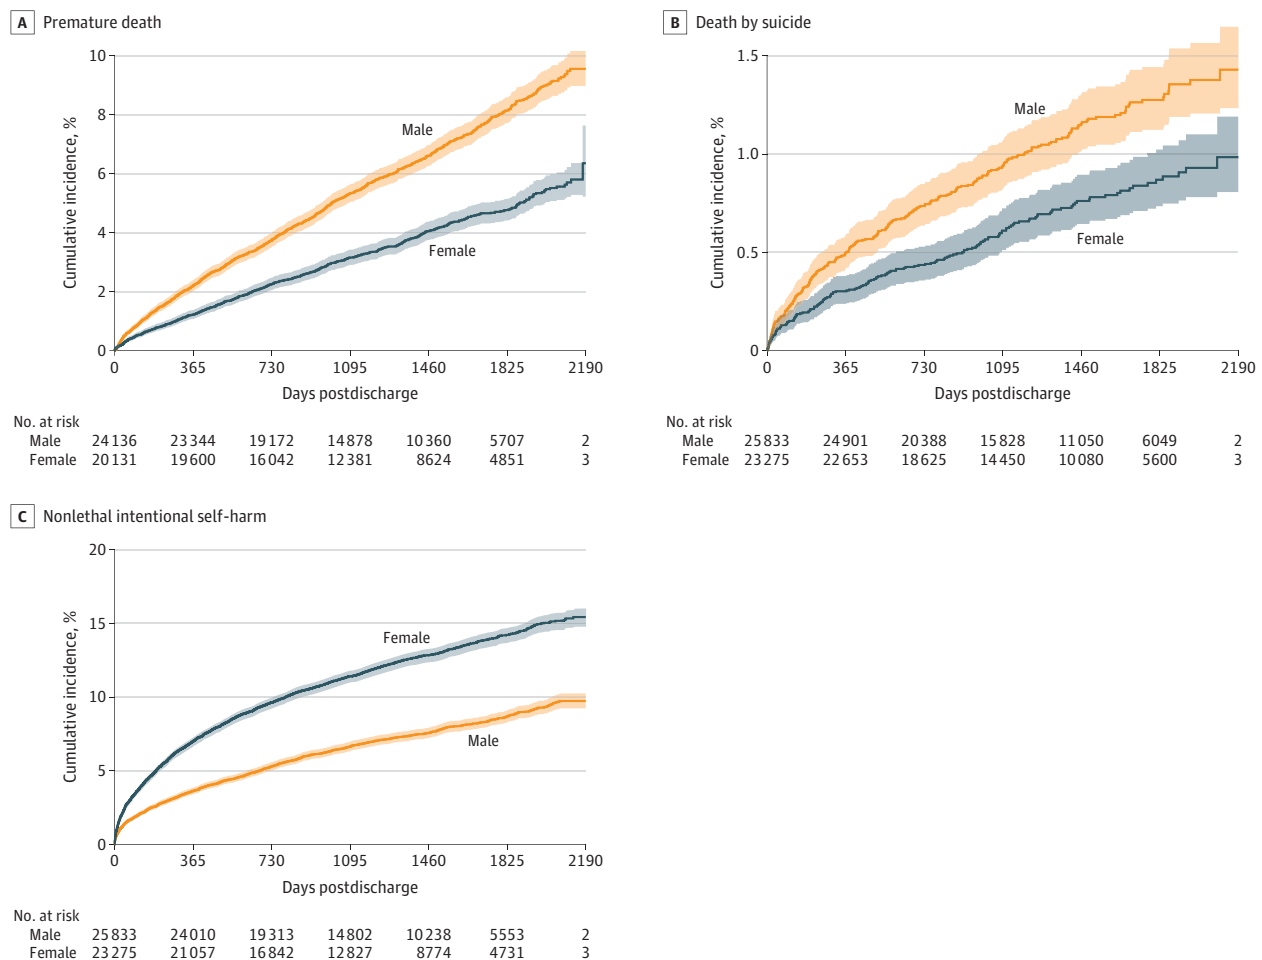 A Premature death
10
8
6
4
2
0
Cumulative incidence, %
Male
Female
0 365 730 1095 1460 1825 2190
Days postdischarge
No. at risk
Male 24136 23344 19172 14878 10360 5707 2
Female 20131 19600 16042 12381 8624 4851 3
B Death by suicide
1.5
1.0
0.5
0
Cumulative incidence, %
Male
Female
0 365 730 1095 1460 1825 2190
Days postdischarge
No. at risk
Male 25833 24901 20388 15828 11050 6049 2
Female 23275 22653 18625 14450 10080 5600 3
C Nonlethal intentional self-harm
20
15
10
5
0
Cumulative incidence, %
Female
Male
0 365 730 1095 1460 1825 2190
Days postdischarge
No. at risk
Male 25833 24010 19313 14802 10238 5553 2
Female 23275 21057 16842 12827 8774 4731 3